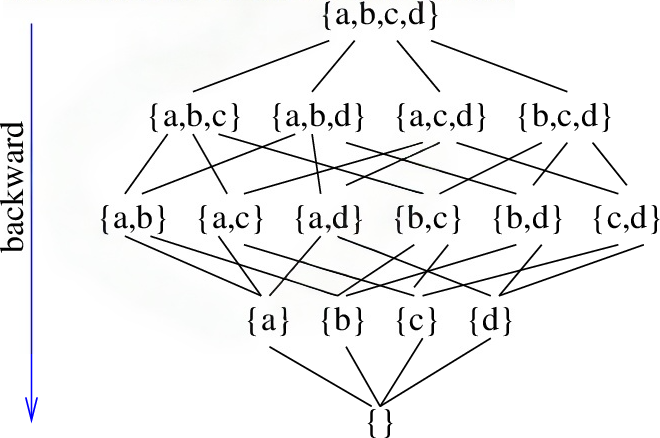 {a,b,c,d}
{a,b,c} {a,b,d} {a,c,d} {b,c,d}
backward
{a,b} {a,c} {a,d} {b,c} {b,d} {c,d}
{a} {b} {c} {d}
{}